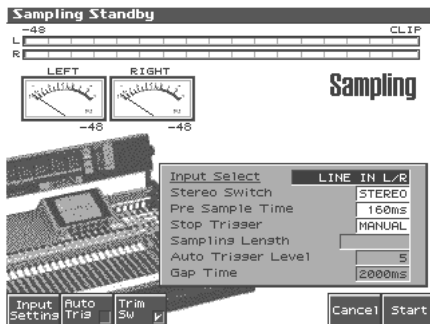 Sampling Standby
-48 CLIP
L
R
LEFT RIGHT
-48 -48
Sampling
Input Select LINE IN L/R
Stereo Switch STEREO
Pre Sample Time 160ms
Stop Trigger MANUAL
Sampling Length
Auto Trigger Level 5
Gap Time 2000ms
Input Setting Auto Trig Trim Sw Cancel Start